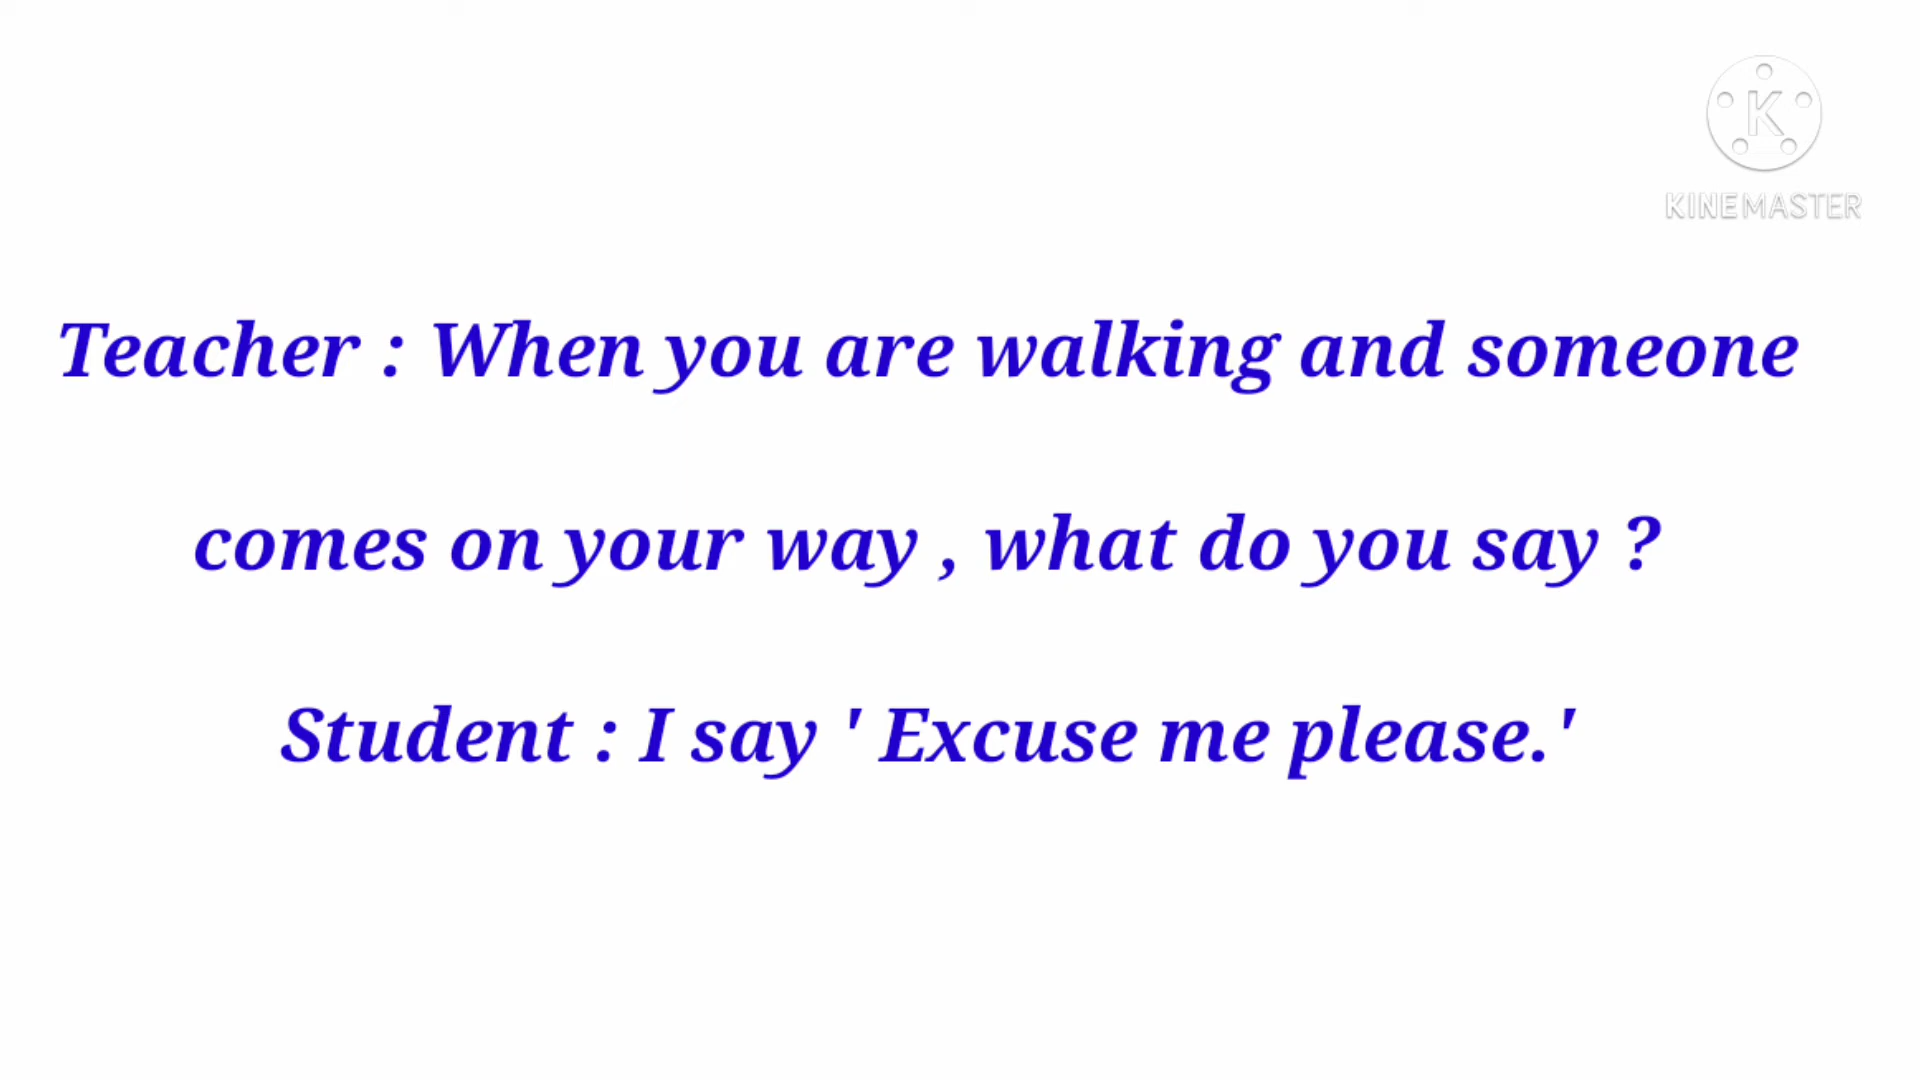 K
KINEMASTER
Teacher : When you are walking and someone
comes on your way , what do you say ?
Student : I say ' Excuse me please.'